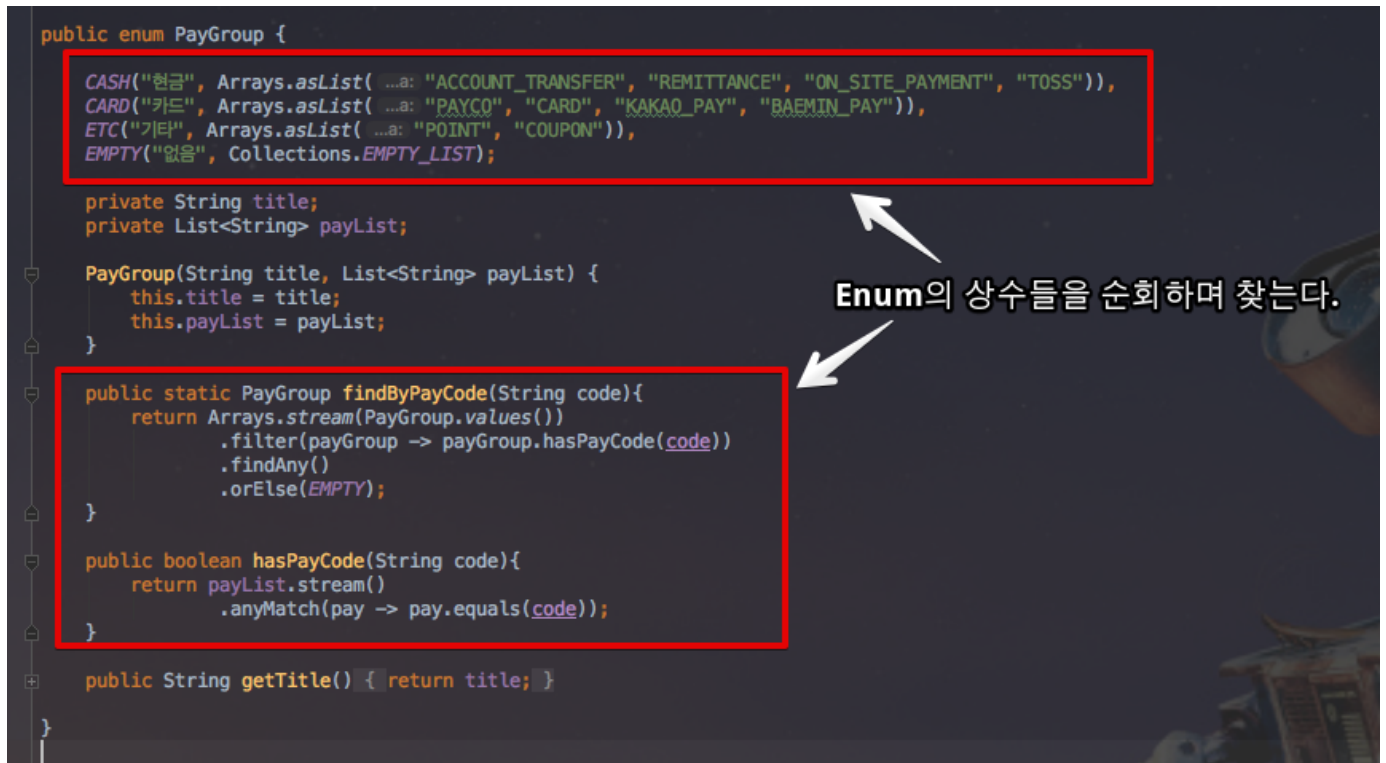 public enum PayGroup {
CASH("현금", Arrays.asList( ...a: "ACCOUNT_TRANSFER", "REMITTANCE", "ON_SITE_PAYMENT", "TOSS")),
CARD("카드", Arrays.asList( ...a: "PAYCO", "CARD", "KAKAO_PAY", "BAEMIN_PAY")),
ETC("기타", Arrays.asList( ...a: "POINT", "COUPON")),
EMPTY("없음", Collections.EMPTY_LIST);
private String title;
private List<String> payList;
PayGroup(String title, List<String> payList) {
this.title = title;
this.payList = payList;
}
Enum의 상수들을 순회하며 찾는다.
public static PayGroup findByPayCode(String code){
return Arrays.stream(PayGroup.values())
.filter(payGroup -> payGroup.hasPayCode(code))
.findAny()
.orElse(EMPTY);
}
public boolean hasPayCode(String code){
return payList.stream()
.anyMatch(pay -> pay.equals(code));
}
public String getTitle() { return title; }
}